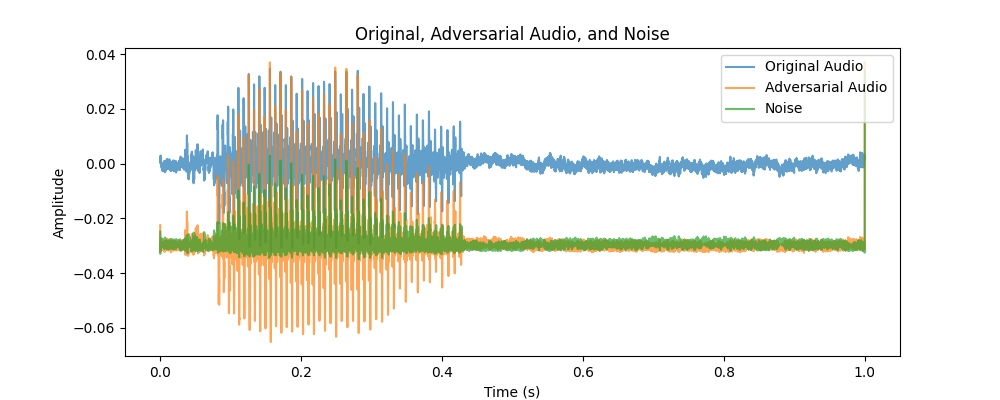 Original, Adversarial Audio, and Noise
Original Audio
Adversarial Audio
Noise
Amplitude
0.04
0.02
0.00
−0.02
−0.04
−0.06
0.0 0.2 0.4 0.6 0.8 1.0
Time (s)